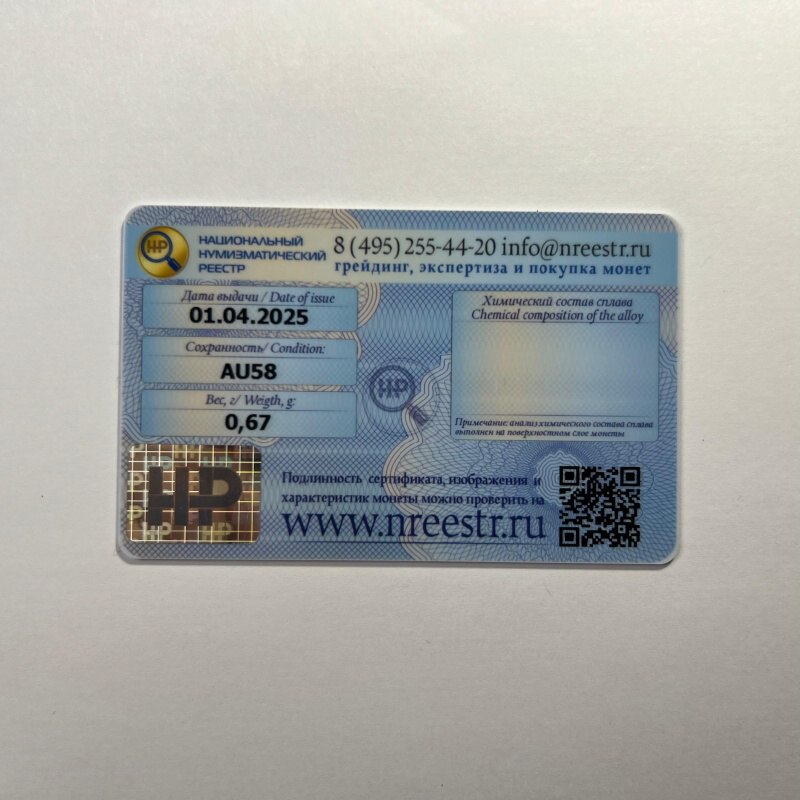 НР
НАЦИОНАЛЬНЫЙ
НУМИЗМАТИЧЕСКИЙ
РЕЕСТР
8 (495) 255-44-20 info@nreestr.ru
грейдинг, экспертиза и покупка монет
Дата выдачи / Date of issue
01.04.2025
Сохранность/ Condition:
AU58
Вес, г/ Weigth, g:
0,67
Химический состав сплава
Chemical composition of the alloy
Примечание: анализ химического состава сплава
выполнен на поверхностном слое монеты
НР
НР
Подлинность сертификата, изображения и
характеристик монеты можно проверить на
www.nreestr.ru